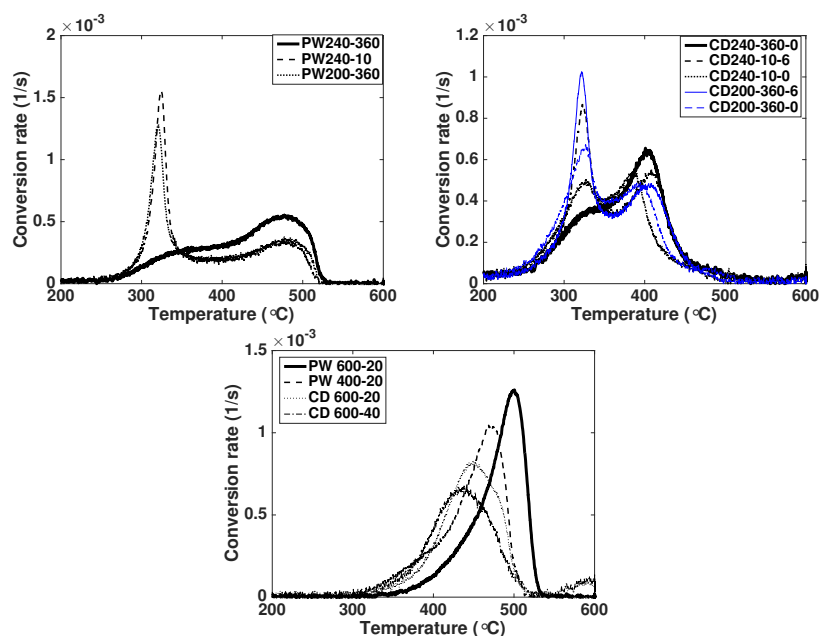 × 10-3
2
1.5
1
0.5
0
200 300 400 500 600
Temperature (°C)
Conversion rate (1/s)
PW240-360
PW240-10
PW200-360
× 10-3
1.2
1
0.8
0.6
0.4
0.2
0
200 300 400 500 600
Temperature (°C)
Conversion rate (1/s)
CD240-360-0
CD240-10-6
CD240-10-0
CD200-360-6
CD200-360-0
× 10-3
1.5
1
0.5
0
200 300 400 500 600
Temperature (°C)
Conversion rate (1/s)
PW 600-20
PW 400-20
CD 600-20
CD 600-40